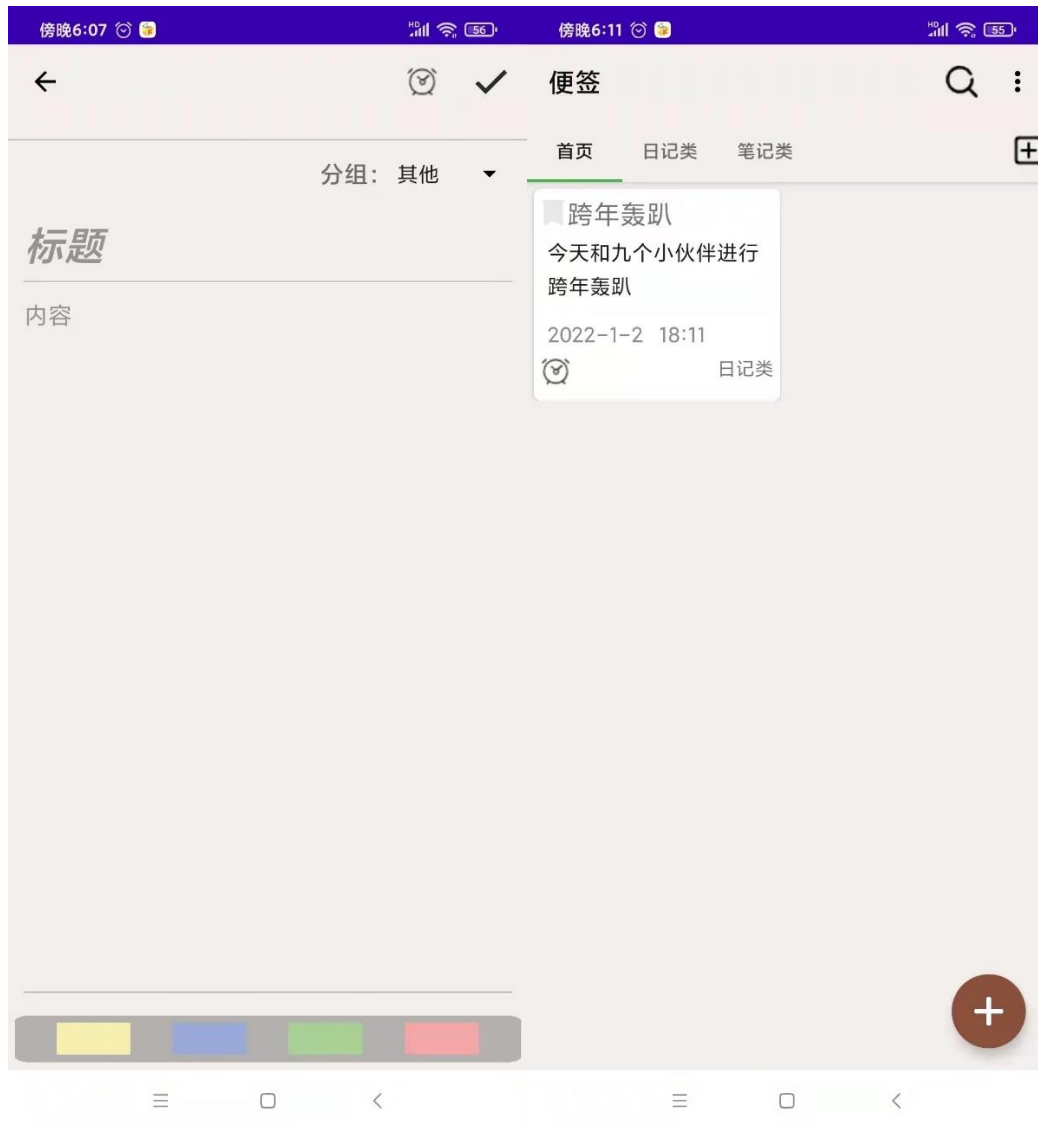 傍晚6:07 HD 56
分组： 其他
标题
内容
傍晚6:11 HD 55
便签
首页 日记类 笔记类
跨年轰趴
今天和九个小伙伴进行
跨年轰趴
2022-1-2 18:11
日记类